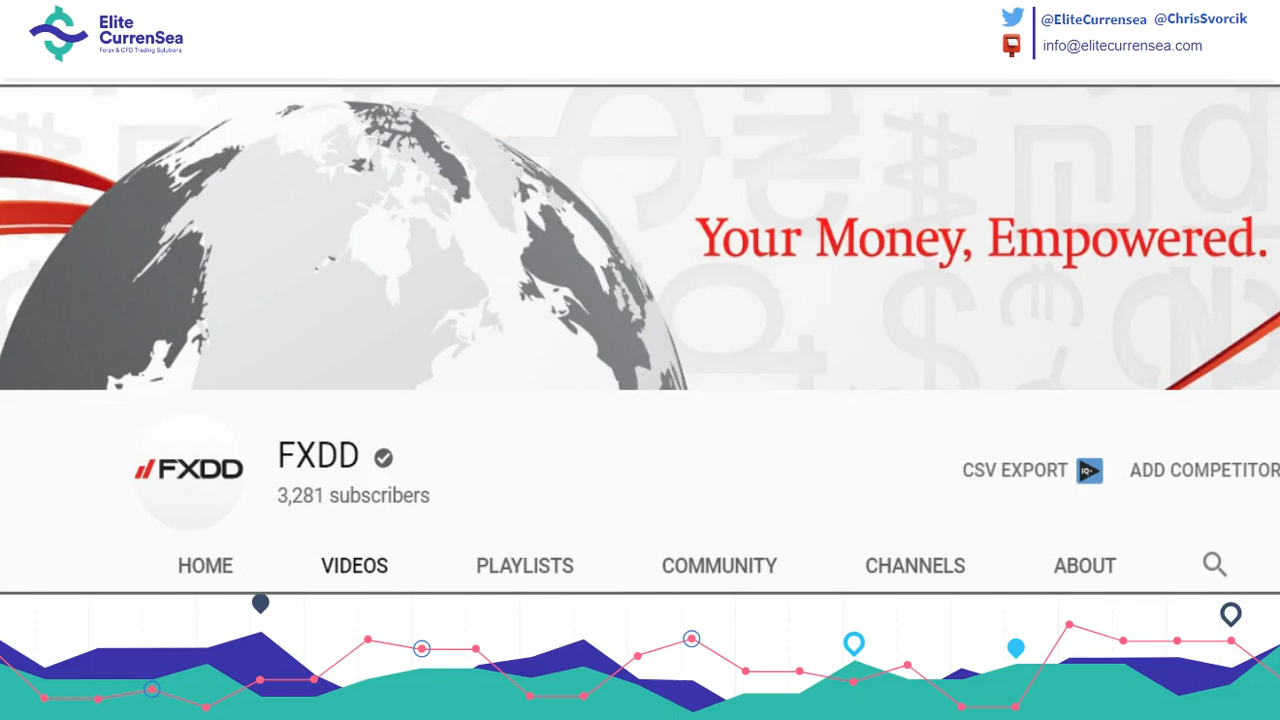 Elite
CurrenSea
Forex & CFD Trading Solutions
@EliteCurrensea @ChrisSvorcik
info@elitecurrensea.com
Your Money, Empowered.
FXDD
FXDD
3,281 subscribers
CSV EXPORT IQ ADD COMPETITOR
HOME VIDEOS PLAYLISTS COMMUNITY CHANNELS ABOUT